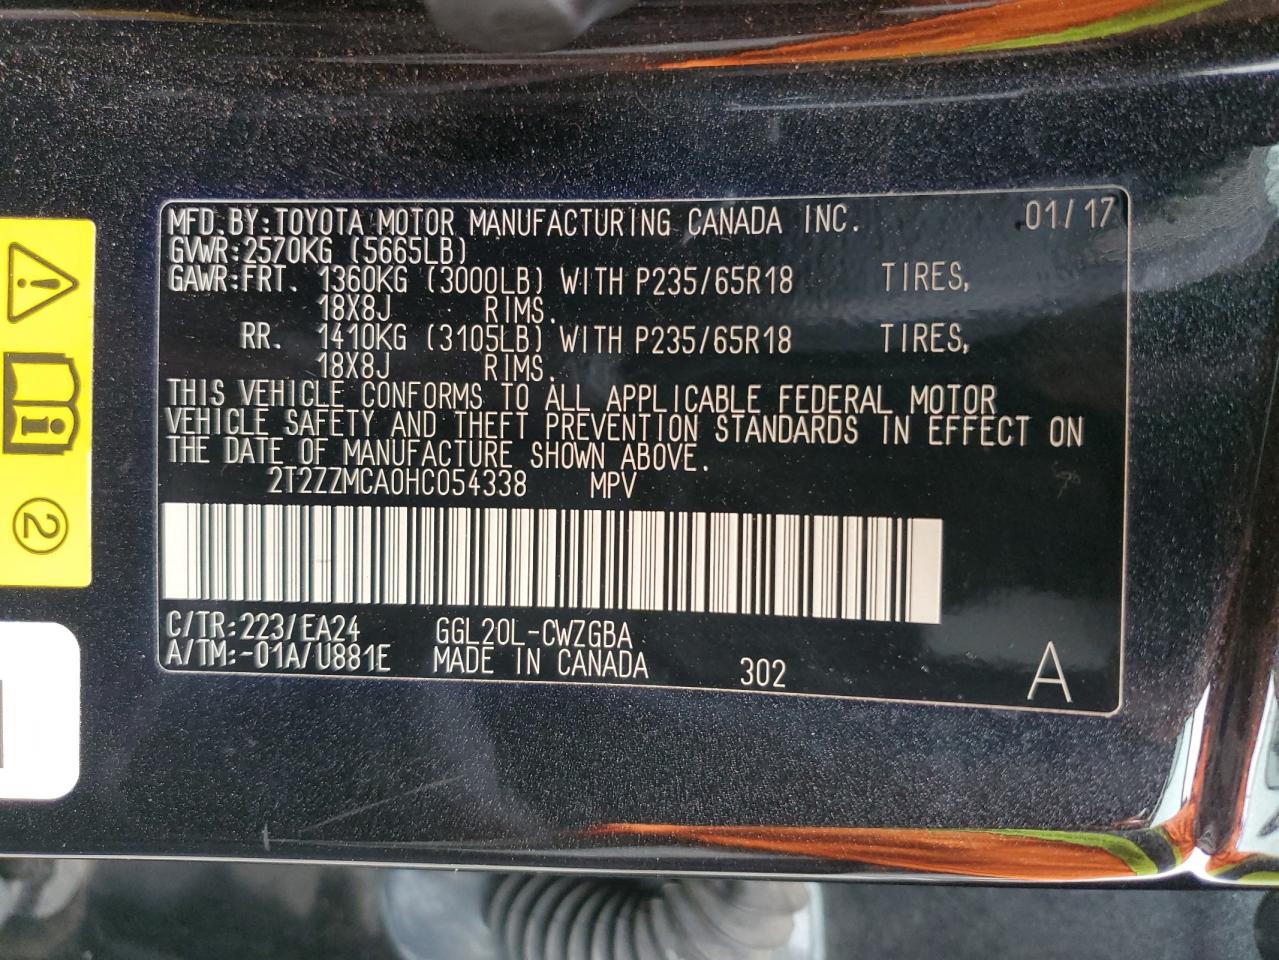 MFD.BY:TOYOTA MOTOR MANUFACTURING CANADA INC. 01/17
GVWR:2570KG (5665LB)
GAWR:FRT. 1360KG (3000LB) WITH P235/65R18 TIRES,
18X8J RIMS.
RR. 1410KG (3105LB) WITH P235/65R18 TIRES,
18X8J RIMS.
THIS VEHICLE CONFORMS TO ALL APPLICABLE FEDERAL MOTOR
VEHICLE SAFETY AND THEFT PREVENTION STANDARDS IN EFFECT ON
THE DATE OF MANUFACTURE SHOWN ABOVE.
2T2ZZMCA0HC054338 MPV
C/TR:223/EA24 GGL20L-CWZGBA
A/TM:-01A/U881E MADE IN CANADA 302 A
2